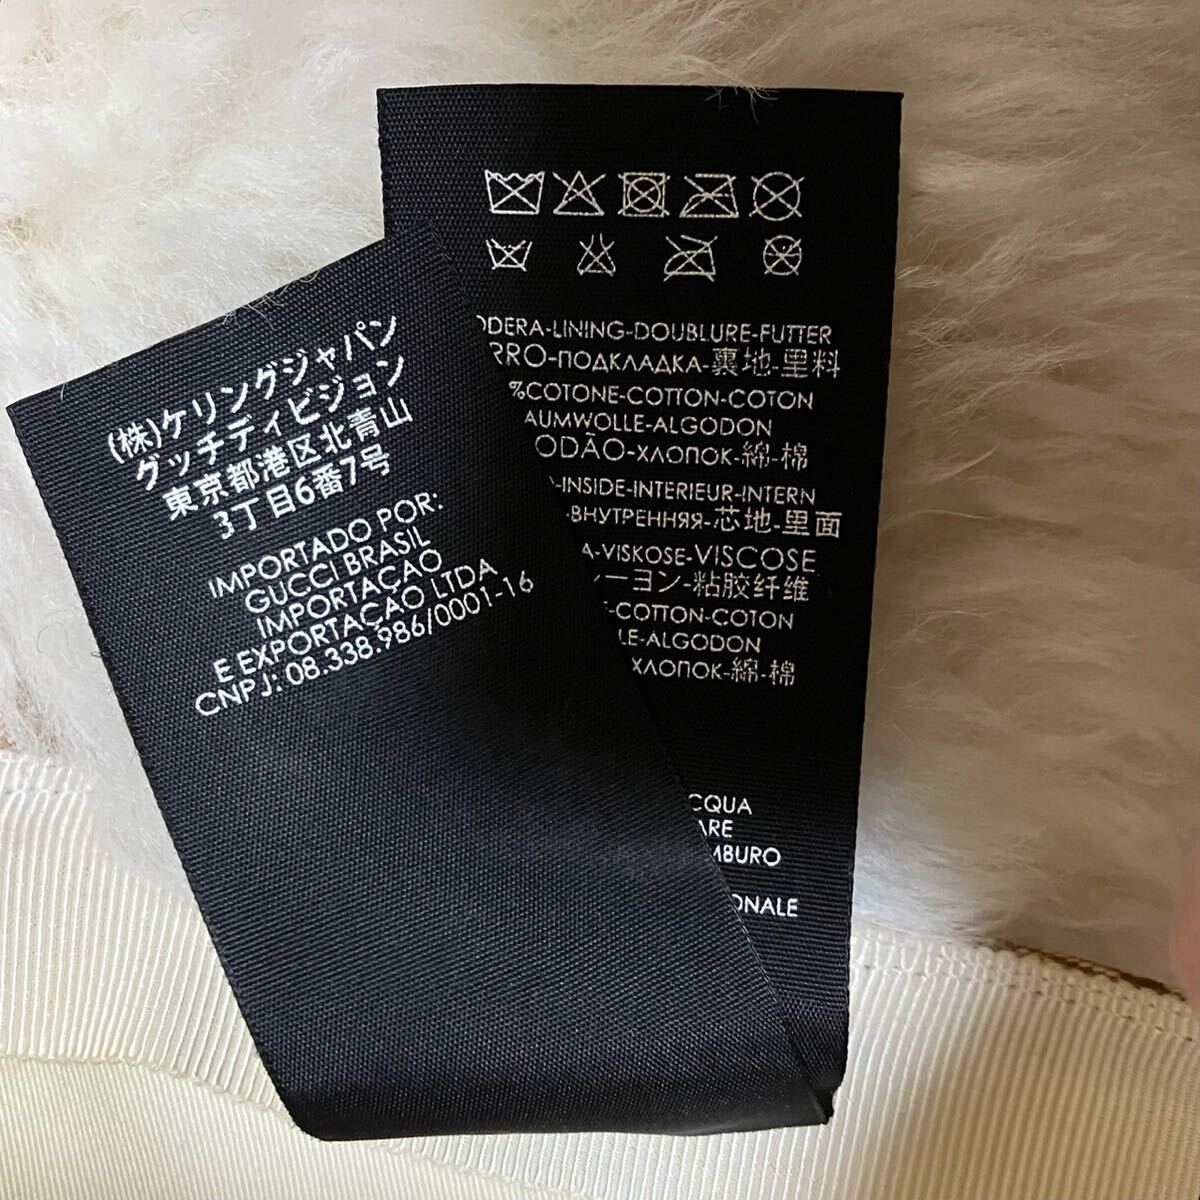 (株)ケリングジャパン
グッチディビジョン
東京都港区北青山
3丁目6番7号
IMPORTADO POR:
GUCCI BRASIL
IMPORTAÇAO
E EXPORTAÇAO LTDA
CNPJ: 08.338.986/0001-16
ODERA-LINING-DOUBLURE-FUTTER
RRO-ПОДКЛАДКА-裏地-里料
%COTONE-COTTON-COTON
AUMWOLLE-ALGODON
ODÃO-ХЛОПОК-綿-棉
O-INSIDE-INTERIEUR-INTERN
-ВНУТРЕННЯЯ-芯地-里面
A-VISKOSE-VISCOSE
レーヨン-粘胶纤维
E-COTTON-COTON
LE-ALGODON
ХЛОПОК-綿-棉
CQUA
ARE
MBURO
ONALE